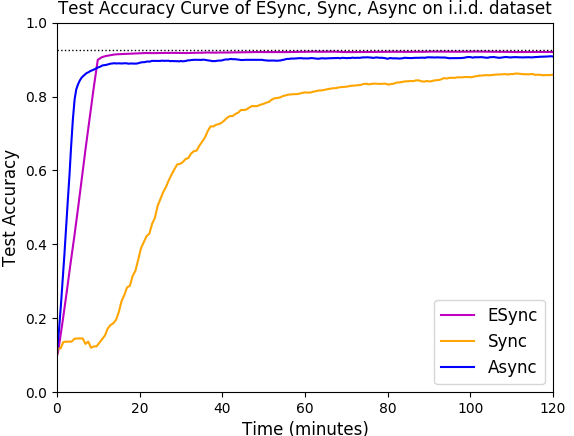 Test Accuracy Curve of ESync, Sync, Async on i.i.d. dataset
1.0
0.8
0.6
0.4
0.2
0.0
Test Accuracy
ESync
Sync
Async
0 20 40 60 80 100 120
Time (minutes)